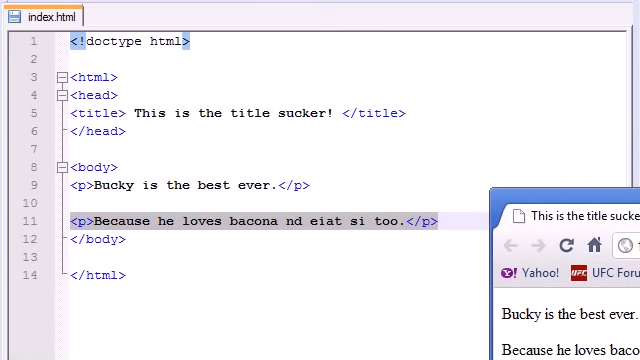 index.html
1 <!doctype html>
2
3 <html>
4 <head>
5 <title> This is the title sucker! </title>
6 </head>
7
8 <body>
9 <p>Bucky is the best ever.</p>
10
11 <p>Because he loves bacona nd eiat si too.</p>
12 </body>
13
14 </html>
This is the title sucke
Yahoo! UFC UFC Foru
Bucky is the best ever.
Because he loves baco